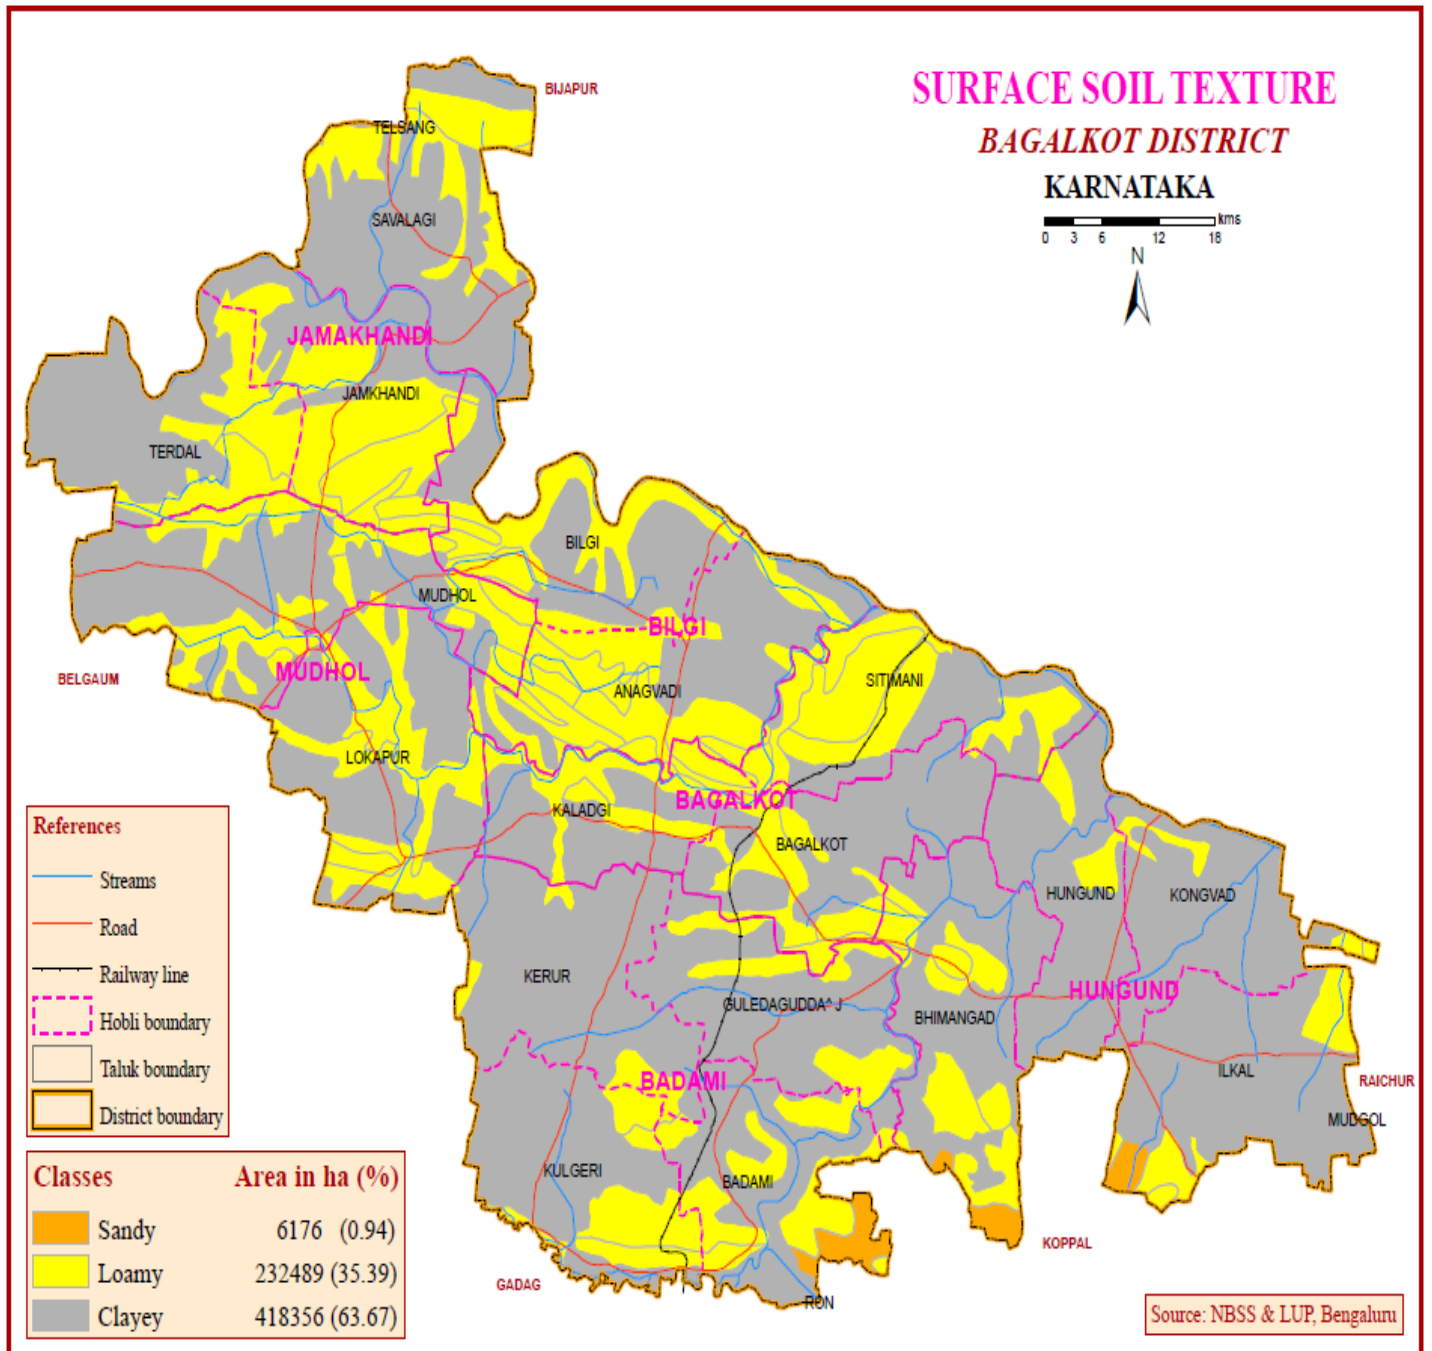 SURFACE SOIL TEXTURE
BAGALKOT DISTRICT
KARNATAKA
kms
0 3 6 12 18
N
BIJAPUR
TELSANG
SAVALAGI
JAMAKHANDI
JAMKHANDI
TERDAL
BILGI
MUDHOL
BILGI
MUDHOL
BELGAUM
SITIMANI
ANAGVADI
LOKAPUR
BAGALKOT
KALADGI
BAGALKOT
HUNGUND
KONGVAD
KERUR
HUNGUND
GULEDAGUDDA^ J
BHIMANGAD
ILKAL
BADAMI
RAICHUR
MUDGOL
KULGERI
BADAMI
KOPPAL
GADAG
RON
References
Streams
Road
Railway line
Hobli boundary
Taluk boundary
District boundary
Classes Area in ha (%)
Sandy 6176 (0.94)
Loamy 232489 (35.39)
Clayey 418356 (63.67)
Source: NBSS & LUP, Bengaluru